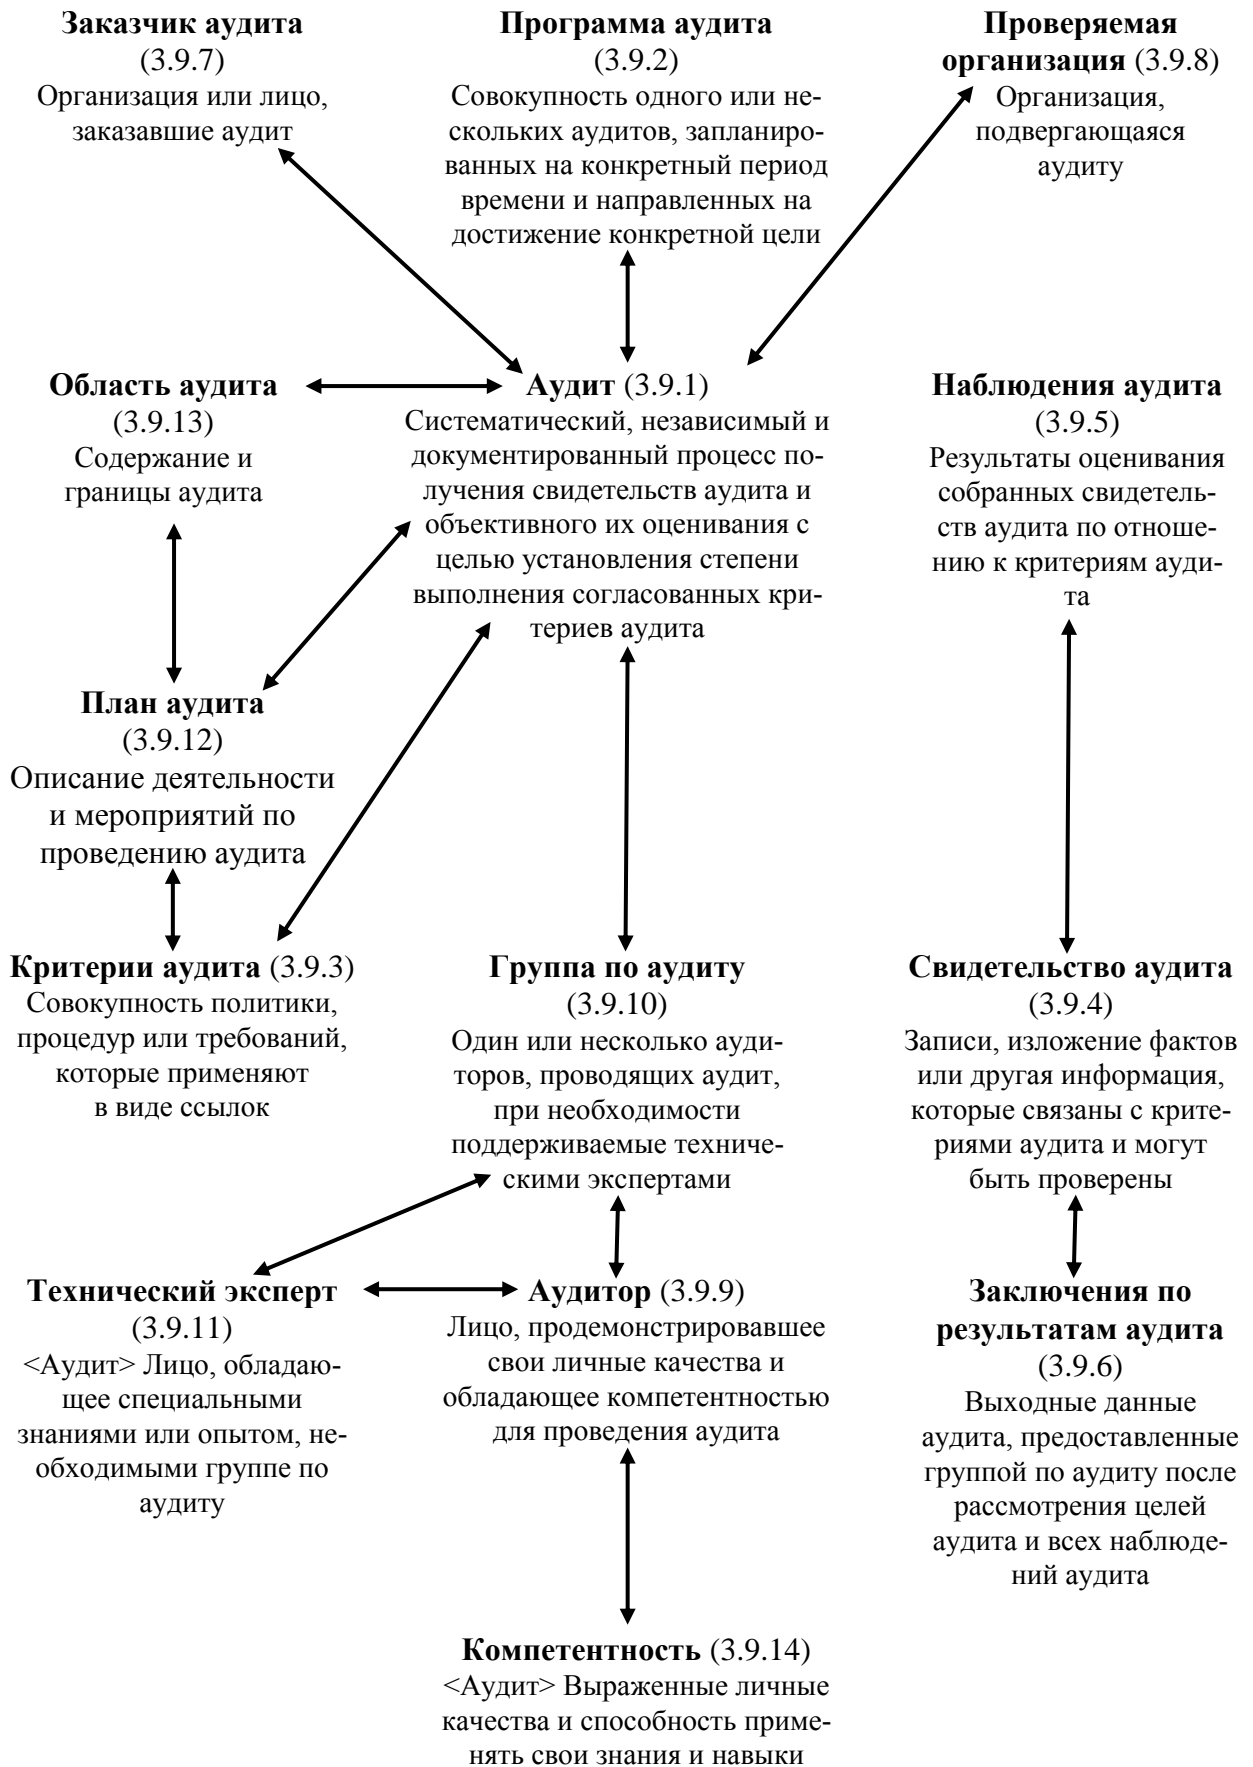 Заказчик аудита
(3.9.7)
Организация или лицо,
заказавшие аудит
Программа аудита
(3.9.2)
Совокупность одного или не-
скольких аудитов, запланиро-
ванных на конкретный период
времени и направленных на
достижение конкретной цели
Проверяемая
организация (3.9.8)
Организация,
подвергающаяся
аудиту
Область аудита
(3.9.13)
Содержание и
границы аудита
Аудит (3.9.1)
Систематический, независимый и
документированный процесс по-
лучения свидетельств аудита и
объективного их оценивания с
целью установления степени
выполнения согласованных кри-
териев аудита
Наблюдения аудита
(3.9.5)
Результаты оценивания
собранных свидетель-
ств аудита по отноше-
нию к критериям ауди-
та
План аудита
(3.9.12)
Описание деятельности
и мероприятий по
проведению аудита
Критерии аудита (3.9.3)
Совокупность политики,
процедур или требований,
которые применяют
в виде ссылок
Группа по аудиту
(3.9.10)
Один или несколько ауди-
торов, проводящих аудит,
при необходимости
поддерживаемые техниче-
скими экспертами
Свидетельство аудита
(3.9.4)
Записи, изложение фактов
или другая информация,
которые связаны с крите-
риями аудита и могут
быть проверены
Технический эксперт
(3.9.11)
<Аудит> Лицо, обладаю-
щее специальными
знаниями или опытом, не-
обходимыми группе по
аудиту
Аудитор (3.9.9)
Лицо, продемонстрировавшее
свои личные качества и
обладающее компетентностью
для проведения аудита
Заключения по
результатам аудита
(3.9.6)
Выходные данные
аудита, предоставленные
группой по аудиту после
рассмотрения целей
аудита и всех наблюде-
ний аудита
Компетентность (3.9.14)
<Аудит> Выраженные личные
качества и способность приме-
нять свои знания и навыки